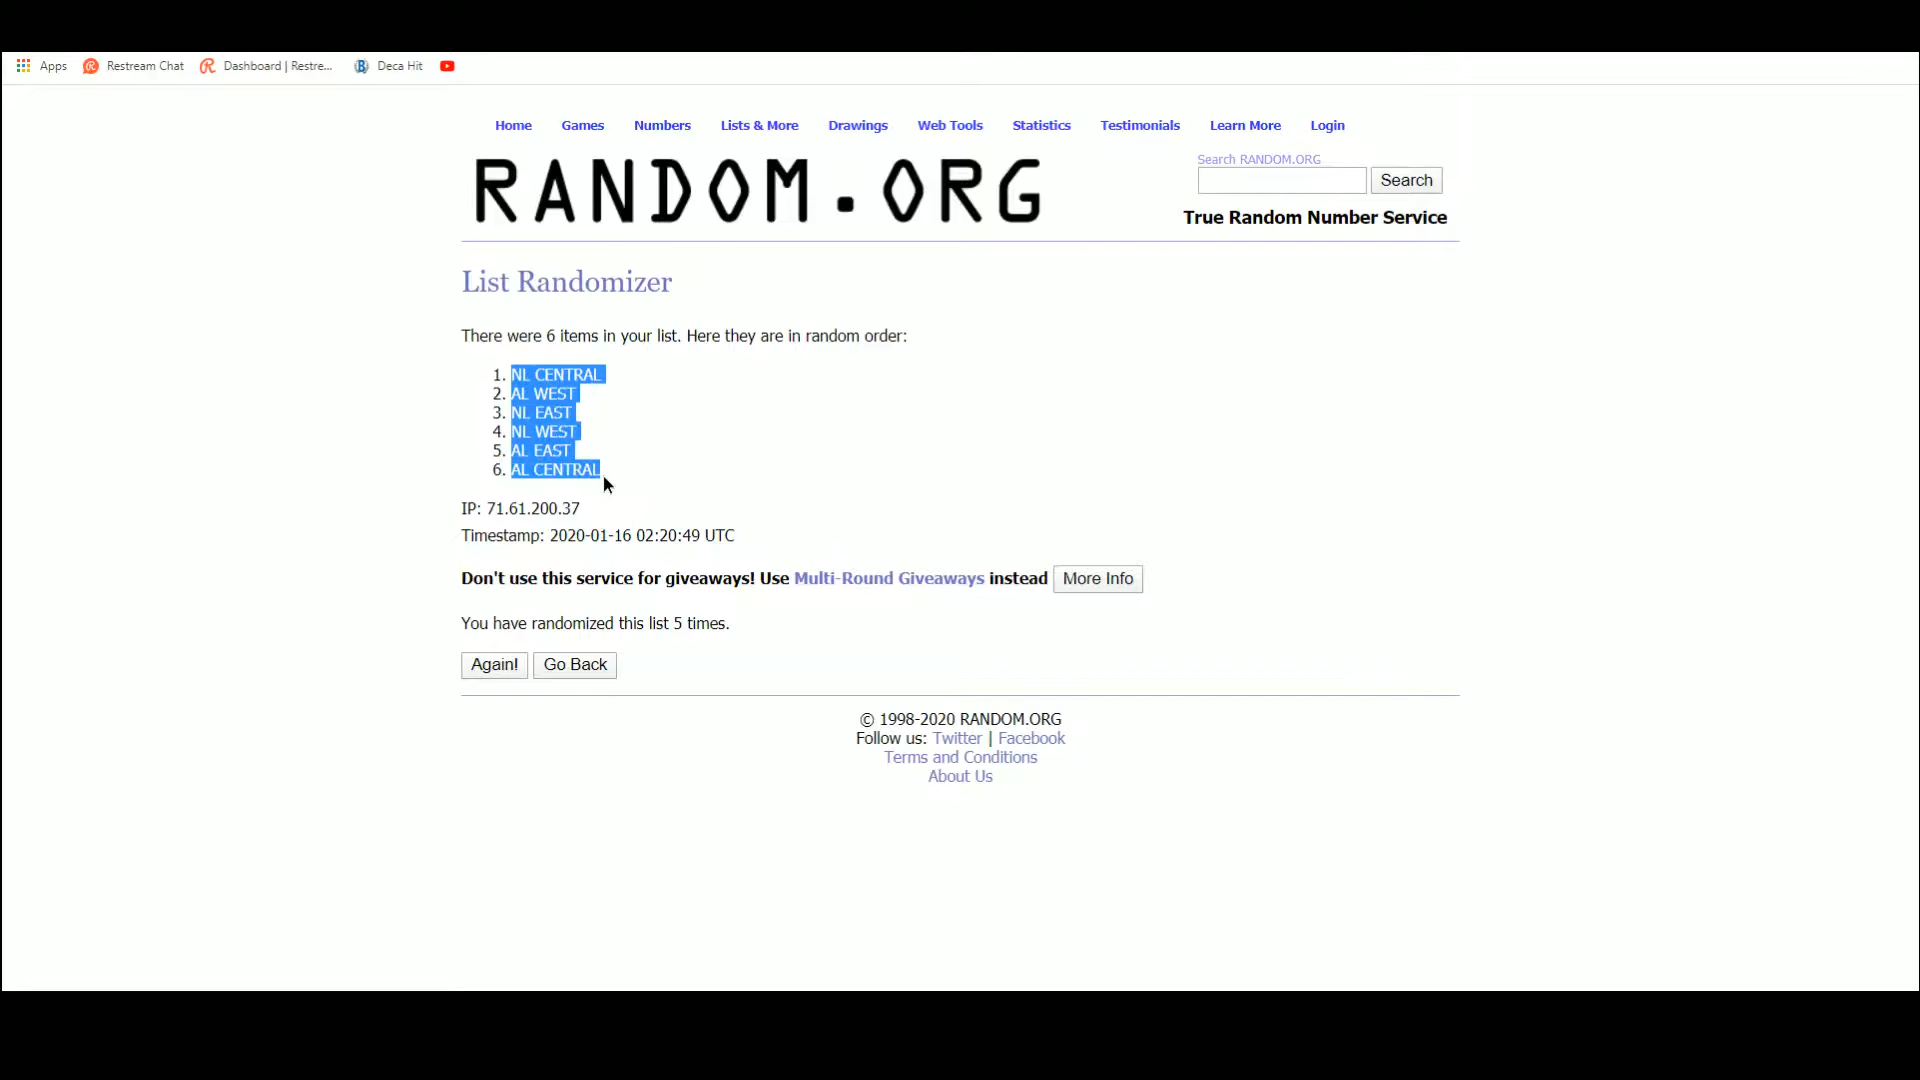 Apps Restream Chat Dashboard | Restre... Deca Hit
Home Games Numbers Lists & More Drawings Web Tools Statistics Testimonials Learn More Login
RANDOM.ORG
Search RANDOM.ORG
Search
True Random Number Service
List Randomizer
There were 6 items in your list. Here they are in random order:
1. NL CENTRAL
2. AL WEST
3. NL EAST
4. NL WEST
5. AL EAST
6. AL CENTRAL
IP: 71.61.200.37
Timestamp: 2020-01-16 02:20:49 UTC
Don't use this service for giveaways! Use Multi-Round Giveaways instead More Info
You have randomized this list 5 times.
Again! Go Back
© 1998-2020 RANDOM.ORG
Follow us: Twitter | Facebook
Terms and Conditions
About Us